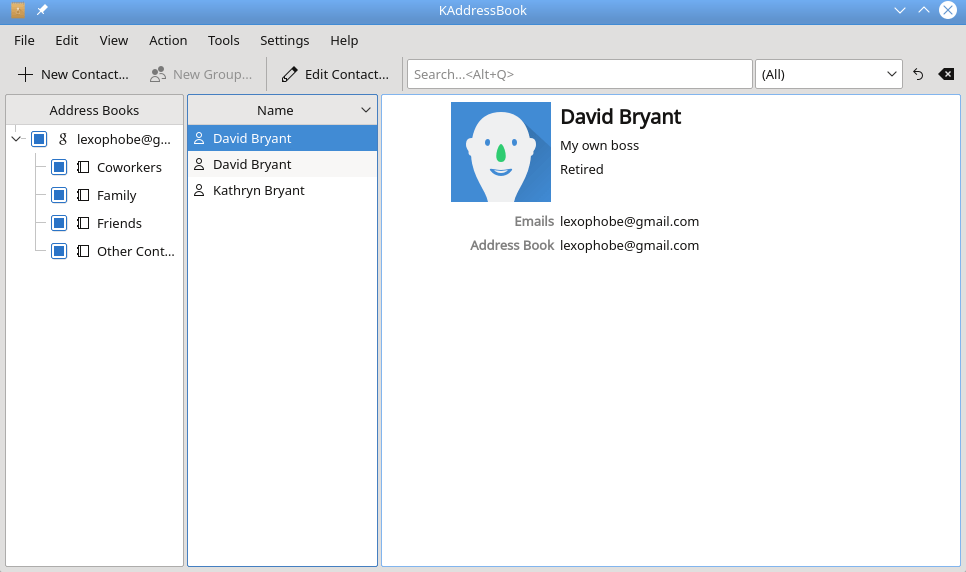 KAddressBook
File Edit View Action Tools Settings Help
New Contact... New Group... Edit Contact... Search...<Alt+Q> (All)
Address Books
lexophobe@g...
Coworkers
Family
Friends
Other Cont...
Name
David Bryant
David Bryant
Kathryn Bryant
David Bryant
My own boss
Retired
Emails lexophobe@gmail.com
Address Book lexophobe@gmail.com